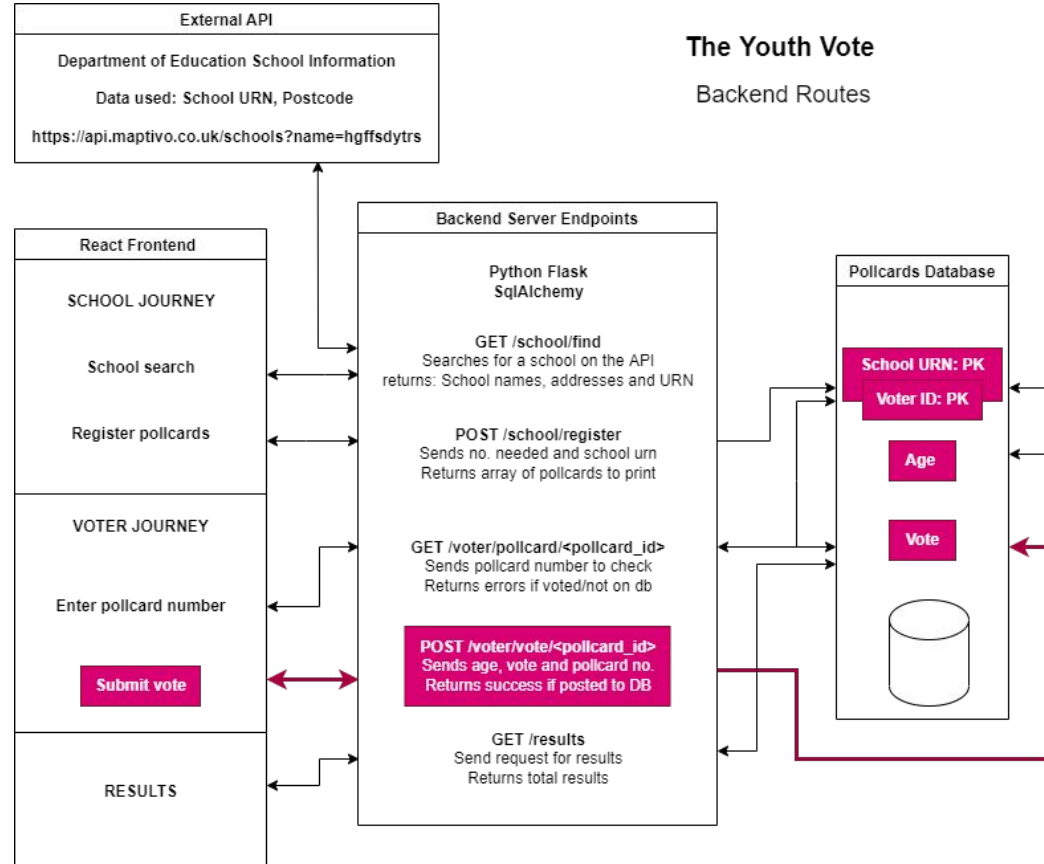 External API
Department of Education School Information
Data used: School URN, Postcode
https://api.maptivo.co.uk/schools?name=hgffsdytrs
The Youth Vote
Backend Routes
React Frontend
SCHOOL JOURNEY
School search
Register pollcards
VOTER JOURNEY
Enter pollcard number
Submit vote
RESULTS
Backend Server Endpoints
Python Flask
SqlAlchemy
GET /school/find
Searches for a school on the API
returns: School names, addresses and URN
POST /school/register
Sends no. needed and school urn
Returns array of pollcards to print
GET /voter/pollcard/<pollcard_id>
Sends pollcard number to check
Returns errors if voted/not on db
POST /voter/vote/<pollcard_id>
Sends age, vote and pollcard no.
Returns success if posted to DB
GET /results
Send request for results
Returns total results
Pollcards Database
School URN: PK
Voter ID: PK
Age
Vote